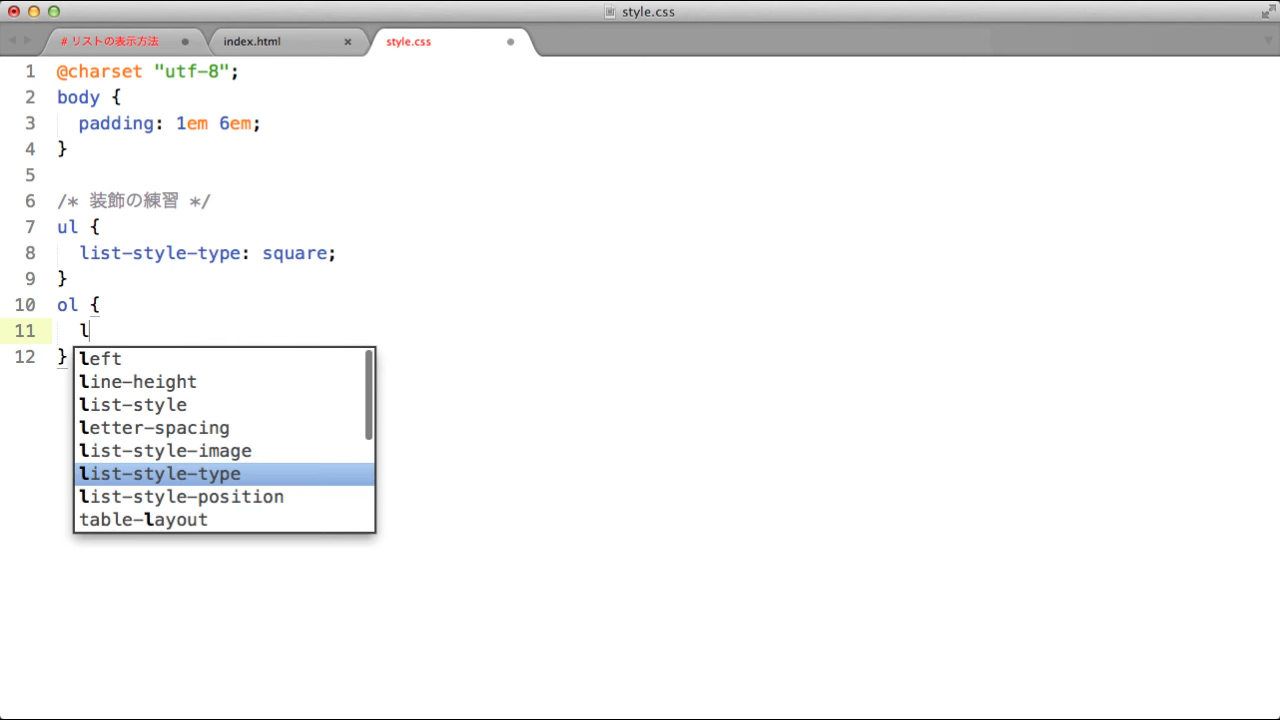 style.css
# リストの表示方法
index.html
style.css
1 @charset "utf-8";
2 body {
3 padding: 1em 6em;
4 }
5
6 /* 装飾の練習 */
7 ul {
8 list-style-type: square;
9 }
10 ol {
11 l
12 }
left
line-height
list-style
letter-spacing
list-style-image
list-style-type
list-style-position
table-layout